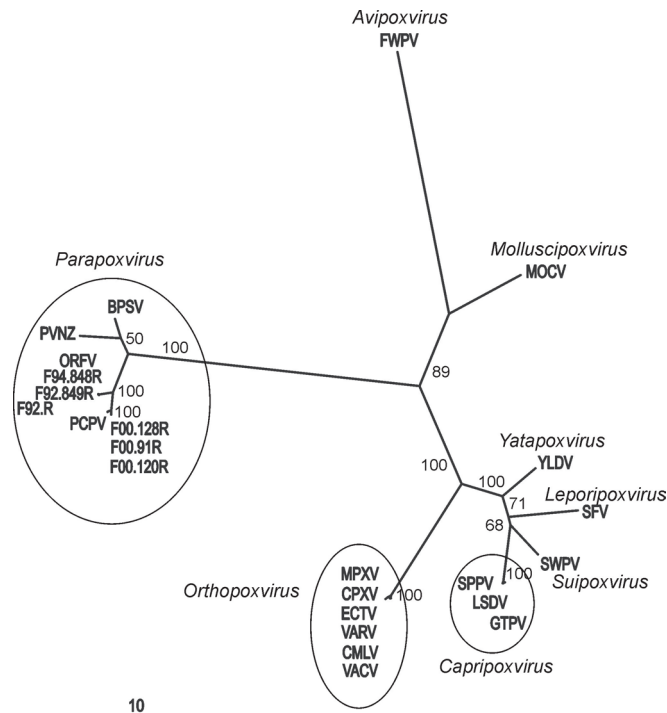 Avipoxvirus
FWPV
Molluscipoxvirus
MOCV
Parapoxvirus
BPSV
PVNZ
50
100
ORFV
F94.848R
F92.849R
100
F92.R
PCPV
100
F00.128R
F00.91R
F00.120R
89
Yatapoxvirus
YLDV
100
100
71
Leporipoxvirus
SFV
68
SWPV
Suipoxvirus
100
SPPV
LSDV
GTPV
Capripoxvirus
Orthopoxvirus
MPXV
CPXV
100
ECTV
VARV
CMLV
VACV
10